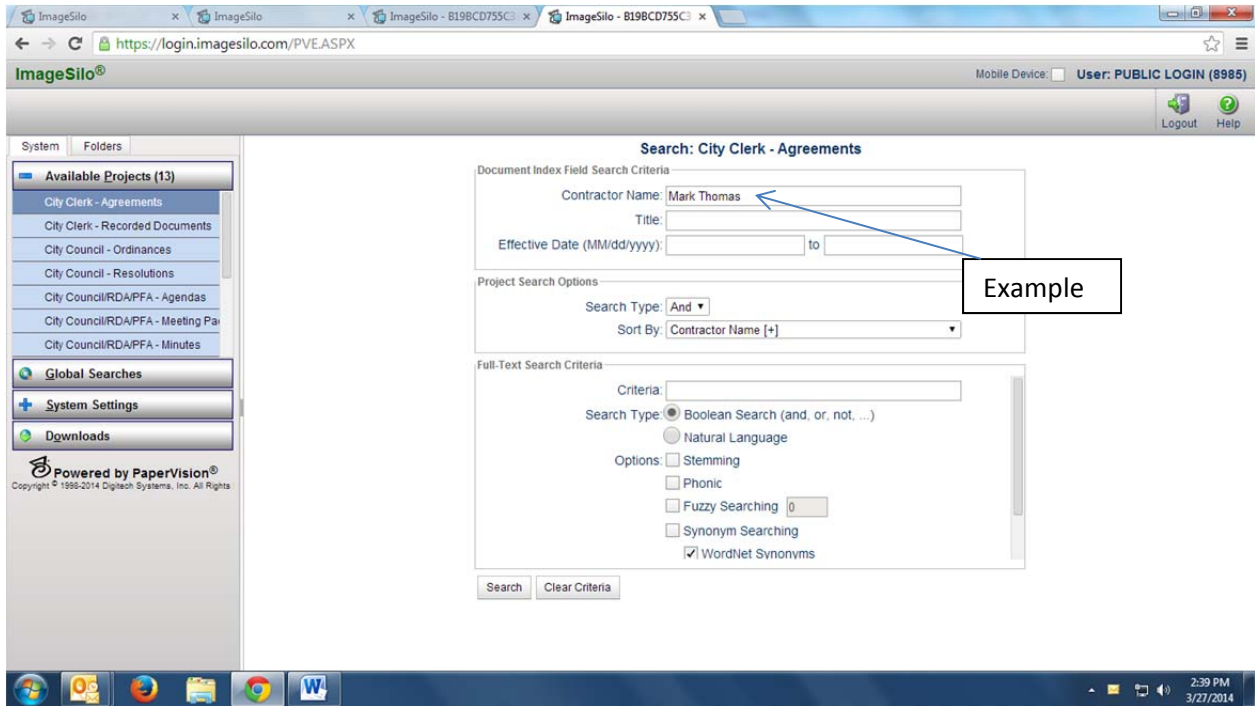 ImageSilo
ImageSilo
ImageSilo - B19BCD755C
ImageSilo - B19BCD755C
https://login.imagesilo.com/PVE.ASPX
ImageSilo®
Mobile Device:
User: PUBLIC LOGIN (8985)
Logout
Help
System
Folders
Available Projects (13)
City Clerk - Agreements
City Clerk - Recorded Documents
City Council - Ordinances
City Council - Resolutions
City Council/RDA/PFA - Agendas
City Council/RDA/PFA - Meeting Pa
City Council/RDA/PFA - Minutes
Global Searches
System Settings
Downloads
Powered by PaperVision®
Copyright © 1998-2014 Digitech Systems, Inc. All Rights
Search: City Clerk - Agreements
Document Index Field Search Criteria
Contractor Name: Mark Thomas
Title:
Effective Date (MM/dd/yyyy): to
Example
Project Search Options
Search Type: And
Sort By: Contractor Name [+]
Full-Text Search Criteria
Criteria:
Search Type: Boolean Search (and, or, not, ...)
Natural Language
Options: Stemming
Phonic
Fuzzy Searching 0
Synonym Searching
WordNet Synonyms
Search
Clear Criteria
2:39 PM
3/27/2014